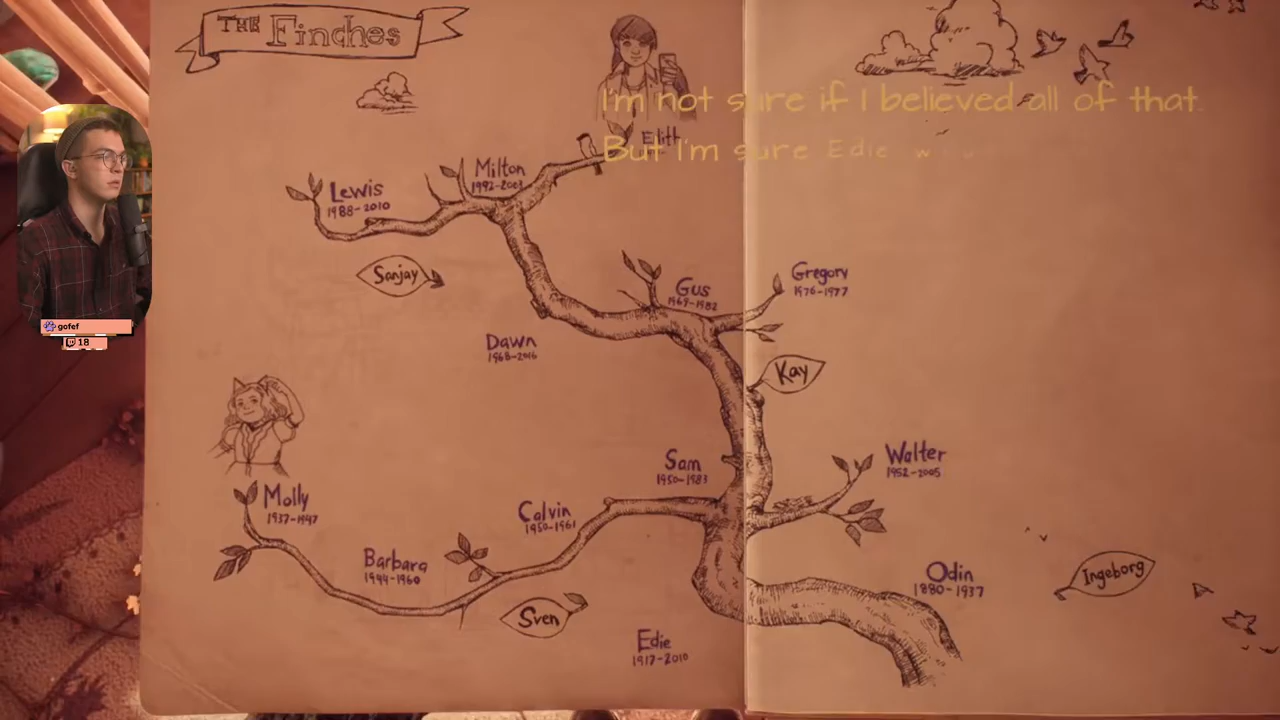 THE Finches
I'm not sure if I believed all of that.
But I'm sure Edie
Edith
Milton
1992-2003
Lewis
1988-2010
Sanjay
Gus
1969-1982
Gregory
1976-1977
Dawn
1968-2016
Kay
Sam
1950-1983
Walter
1952-2005
Molly
1937-1947
Calvin
1950-1961
Barbara
1944-1960
Sven
Odin
1880-1937
Ingeborg
Edie
1917-2010
gofef
18